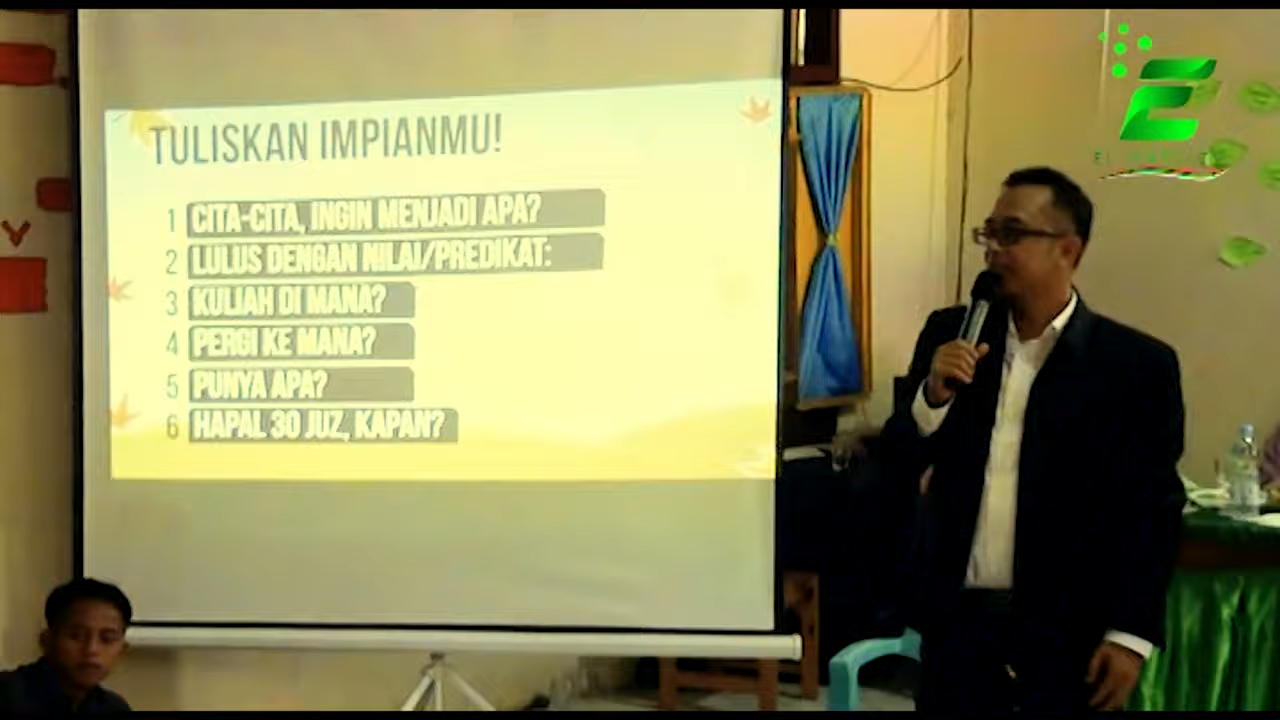 TULISKAN IMPIANMU!
1 CITA-CITA, INGIN MENJADI APA?
2 LULUS DENGAN NILAI/PREDIKAT:
3 KULIAH DI MANA?
4 PERGI KE MANA?
5 PUNYA APA?
6 HAPAL 30 JUZ, KAPAN?